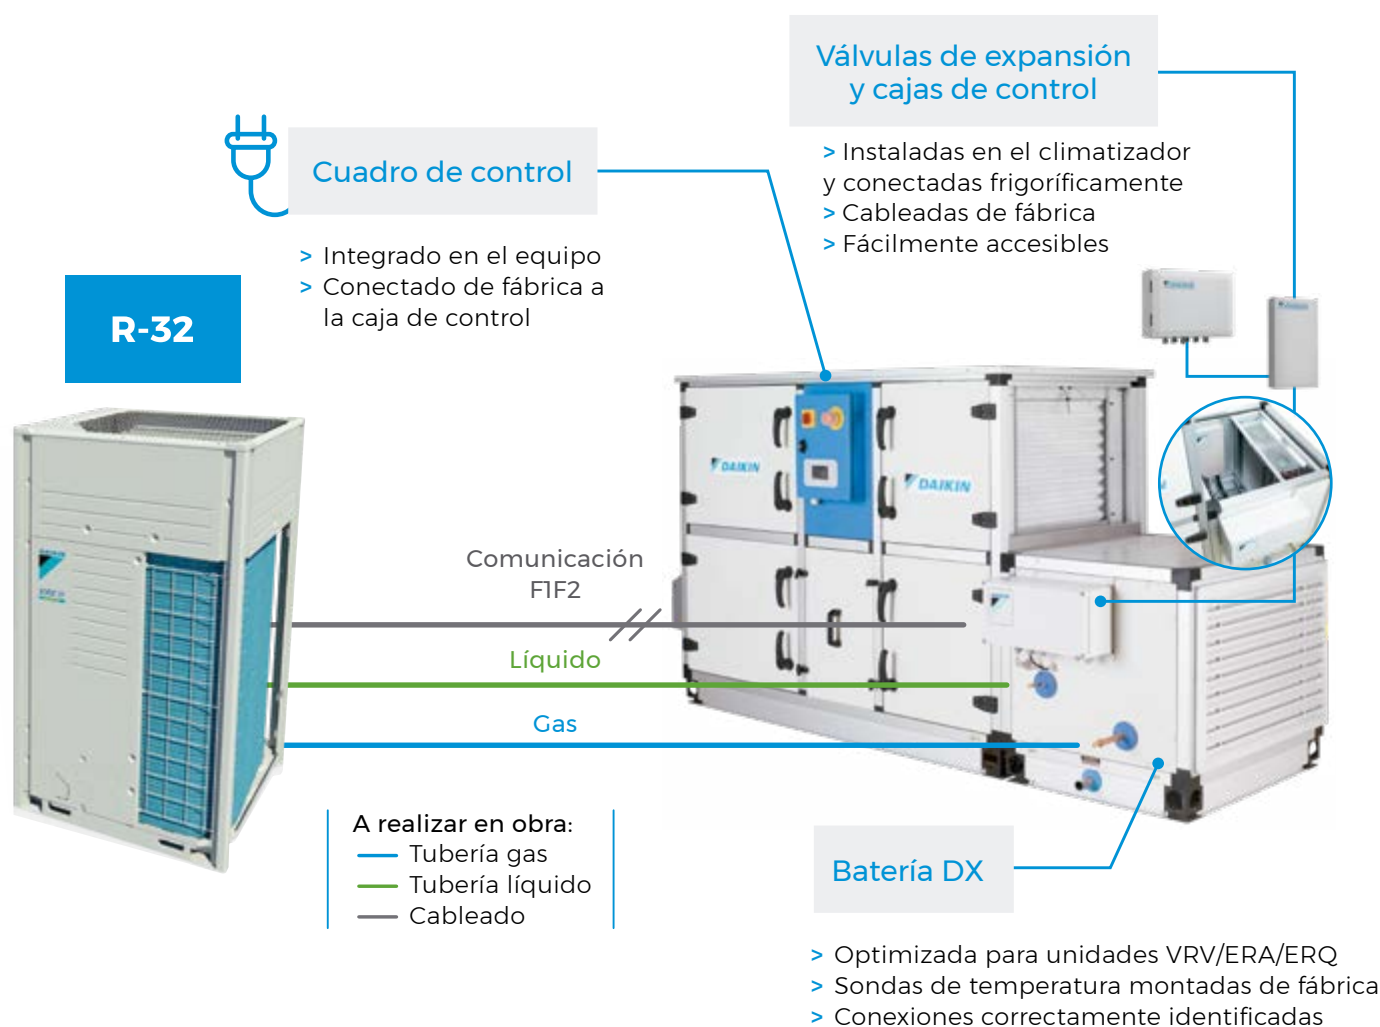 Válvulas de expansión
y cajas de control
> Instaladas en el climatizador
y conectadas frigoríficamente
> Cableadas de fábrica
> Fácilmente accesibles
Cuadro de control
> Integrado en el equipo
> Conectado de fábrica a
la caja de control
R-32
DAIKIN
DAIKIN
DAIKIN
DAIKIN
Comunicación
F1F2
Líquido
Gas
A realizar en obra:
Tubería gas
Tubería líquido
Cableado
Batería DX
> Optimizada para unidades VRV/ERA/ERQ
> Sondas de temperatura montadas de fábrica
> Conexiones correctamente identificadas